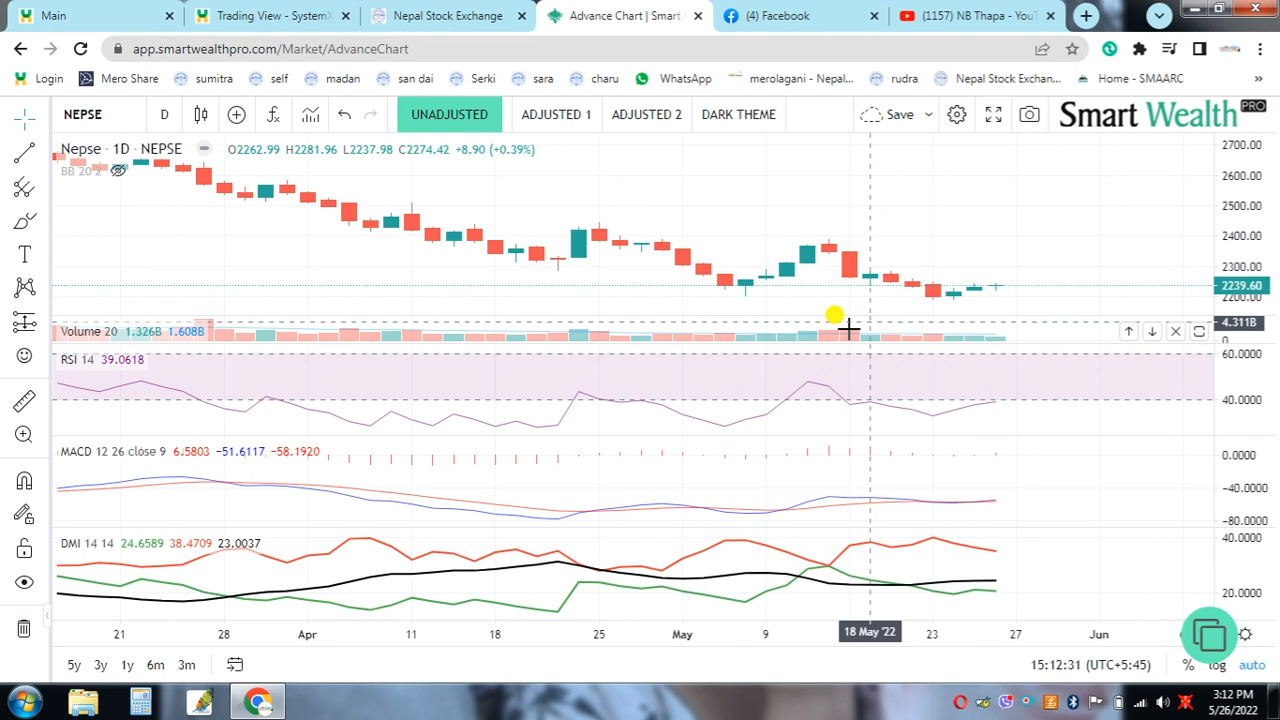 Main
Trading View - SystemX
Nepal Stock Exchange
Advance Chart | Smart
(4) Facebook
(1157) NB Thapa - YouT
app.smartwealthpro.com/Market/AdvanceChart
Login Mero Share sumitra self madan san dai Serki sara charu WhatsApp merolagani - Nepal... rudra Nepal Stock Exchan... Home - SMAARC »
NEPSE D UNADJUSTED ADJUSTED 1 ADJUSTED 2 DARK THEME Save Smart Wealth PRO
Nepse · 1D · NEPSE O2262.99 H2281.96 L2237.98 C2274.42 +8.90 (+0.39%)
BB 20 2
2700.00
2600.00
2500.00
2400.00
2300.00
2239.60
2200.00
4.311B
0
Volume 20 1.326B 1.608B
RSI 14 39.0618
60.0000
40.0000
MACD 12 26 close 9 6.5803 −51.6117 −58.1920
0.0000
−40.0000
−80.0000
DMI 14 14 24.6589 38.4709 23.0037
40.0000
20.0000
21 28 Apr 11 18 25 May 9 18 May '22 23 27 Jun
5y 3y 1y 6m 3m 15:12:31 (UTC+5:45) % log auto
3:12 PM
5/26/2022